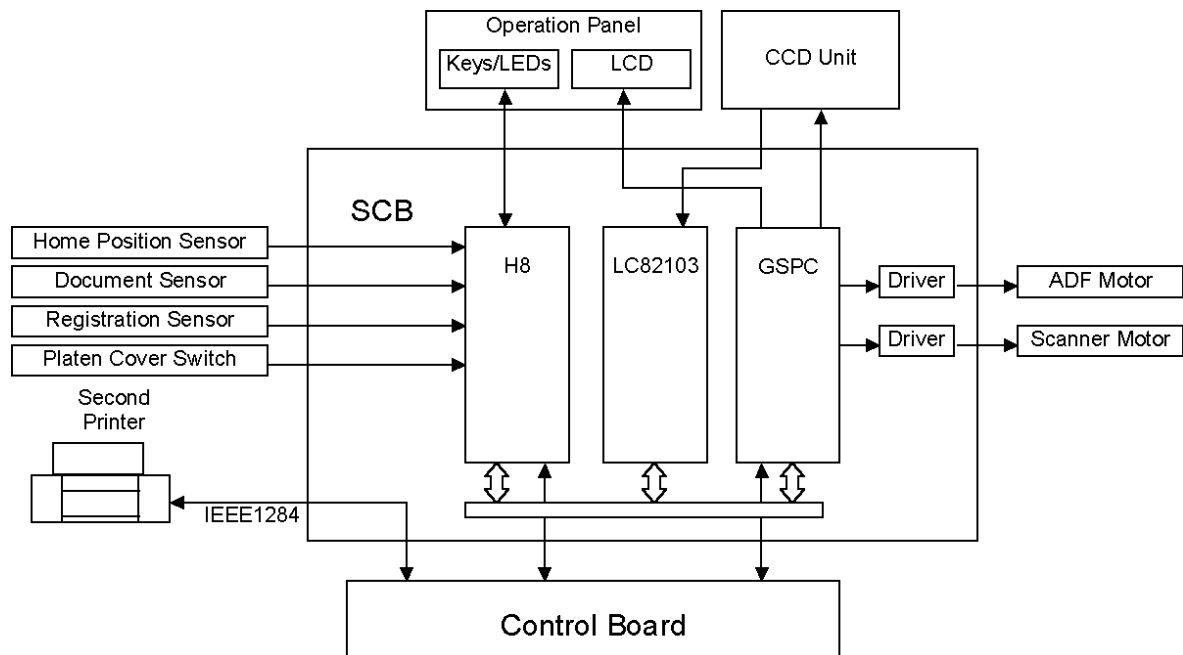 Operation Panel
Keys/LEDs
LCD
CCD Unit
SCB
Home Position Sensor
Document Sensor
Registration Sensor
Platen Cover Switch
H8
LC82103
GSPC
Driver
ADF Motor
Driver
Scanner Motor
Second
Printer
IEEE1284
Control Board